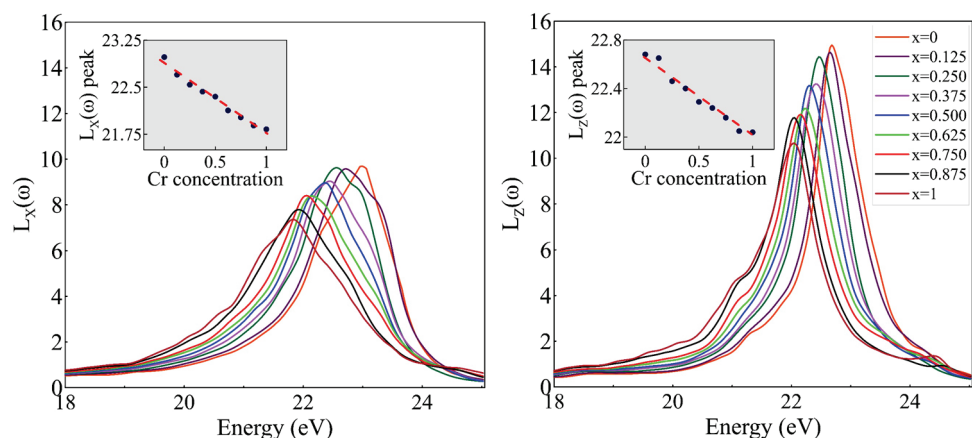 16
14
12
10
8
6
4
2
0
L_X(ω)
18
20
22
24
Energy (eV)
23.25
22.5
21.75
L_X(ω) peak
0
0.5
1
Cr concentration
16
14
12
10
8
6
4
2
0
L_Z(ω)
18
20
22
24
Energy (eV)
22.8
22.4
22
L_Z(ω) peak
0
0.5
1
Cr concentration
x=0
x=0.125
x=0.250
x=0.375
x=0.500
x=0.625
x=0.750
x=0.875
x=1